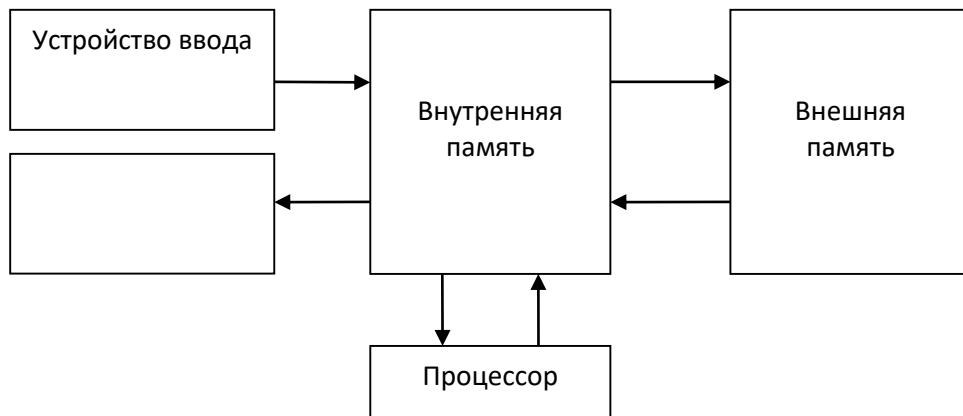 Устройство ввода
Внутренняя
память
Внешняя
память
Процессор